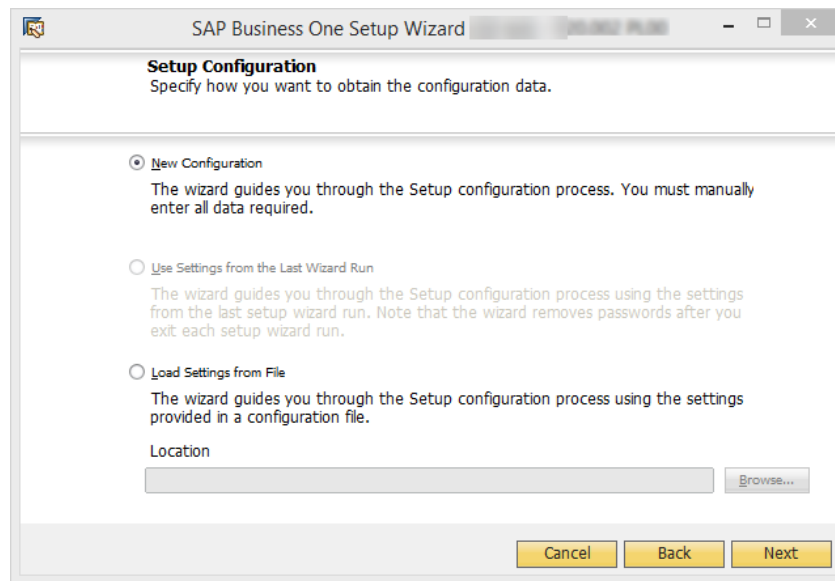 SAP Business One Setup Wizard
Setup Configuration
Specify how you want to obtain the configuration data.
New Configuration
The wizard guides you through the Setup configuration process. You must manually
enter all data required.
Use Settings from the Last Wizard Run
The wizard guides you through the Setup configuration process using the settings
from the last setup wizard run. Note that the wizard removes passwords after you
exit each setup wizard run.
Load Settings from File
The wizard guides you through the Setup configuration process using the settings
provided in a configuration file.
Location
Browse...
Cancel Back Next